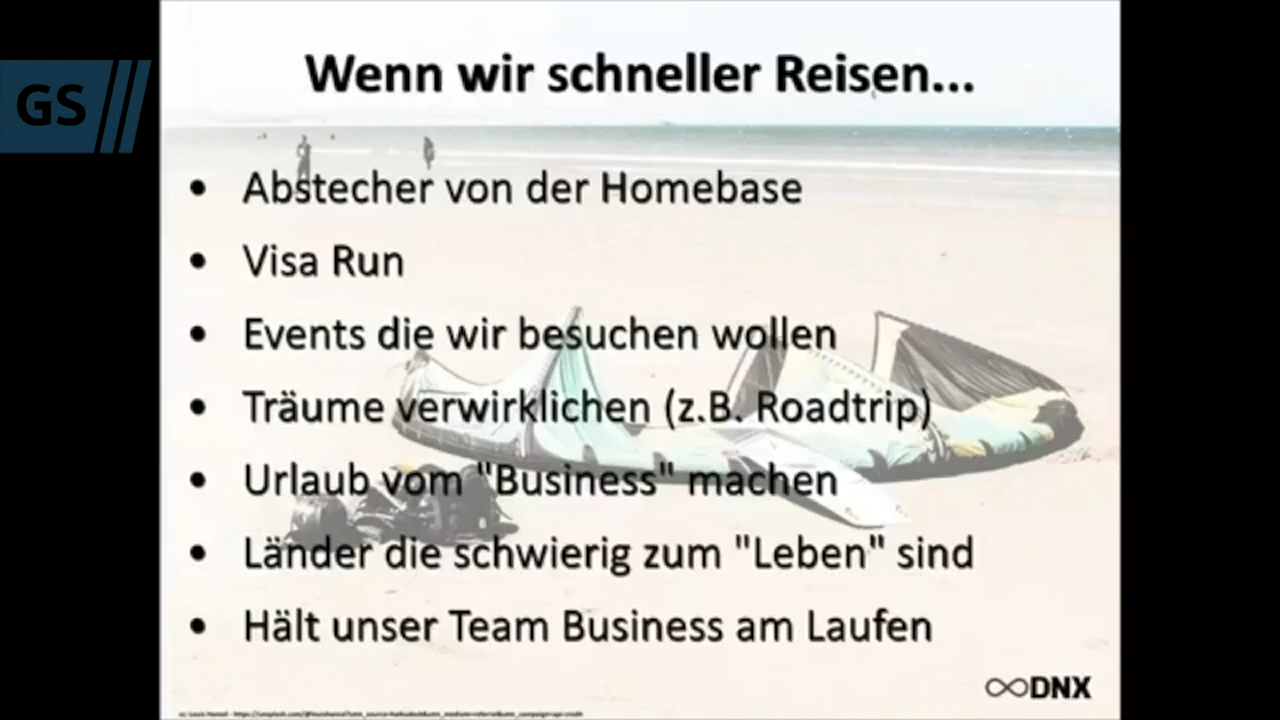 GS
Wenn wir schneller Reisen...
• Abstecher von der Homebase
• Visa Run
• Events die wir besuchen wollen
• Träume verwirklichen (z.B. Roadtrip)
• Urlaub vom "Business" machen
• Länder die schwierig zum "Leben" sind
• Hält unser Team Business am Laufen
DNX